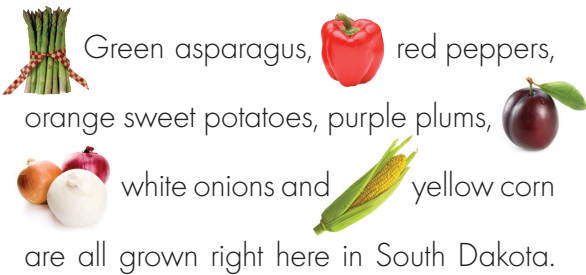 Green asparagus, red peppers,
orange sweet potatoes, purple plums,
white onions and yellow corn
are all grown right here in South Dakota.